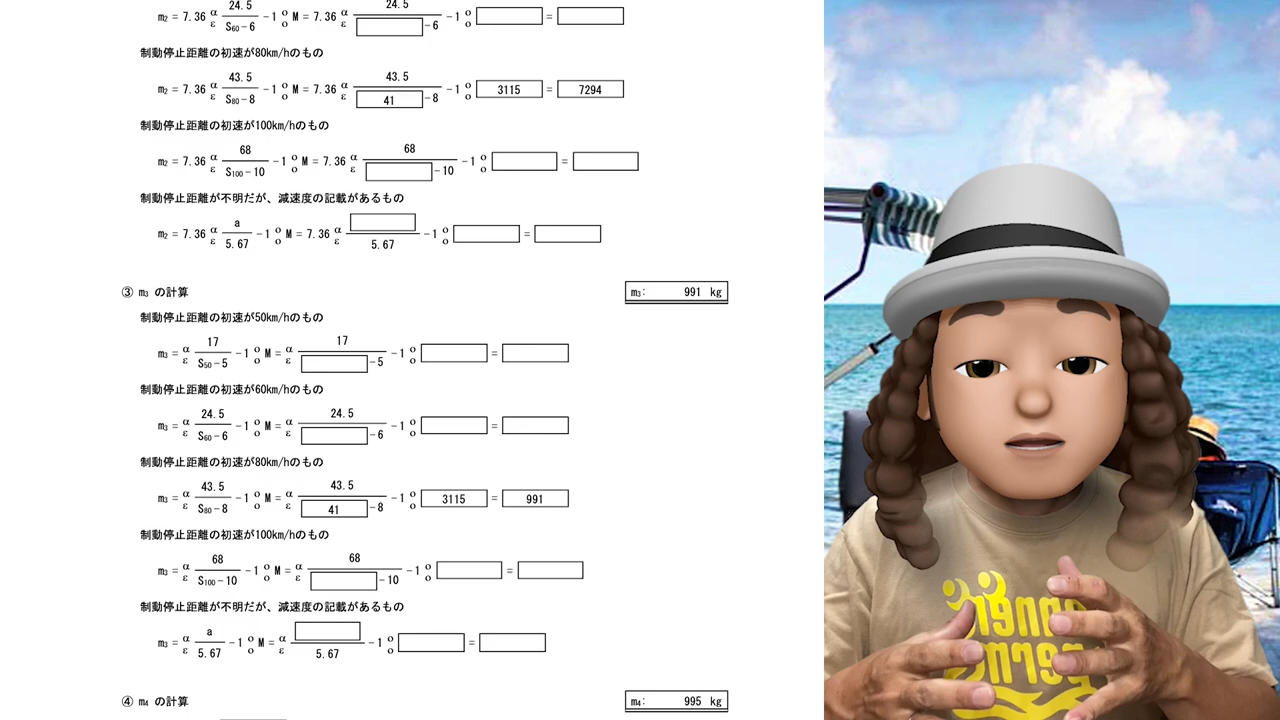 m₂ = 7.36 α/ε 24.5/S₆₀−6 −1 o/o M = 7.36 α/ε 24.5/□−6 −1 o/o □ = □
制動停止距離の初速が80km/hのもの
m₂ = 7.36 α/ε 43.5/S₈₀−8 −1 o/o M = 7.36 α/ε 43.5/41−8 −1 o/o 3115 = 7294
制動停止距離の初速が100km/hのもの
m₂ = 7.36 α/ε 68/S₁₀₀−10 −1 o/o M = 7.36 α/ε 68/□−10 −1 o/o □ = □
制動停止距離が不明だが、減速度の記載があるもの
m₂ = 7.36 α/ε a/5.67 −1 o/o M = 7.36 α/ε □/5.67 −1 o/o □ = □
③ m₃ の計算 m₃: 991 kg
制動停止距離の初速が50km/hのもの
m₃ = α/ε 17/S₅₀−5 −1 o/o M = α/ε 17/□−5 −1 o/o □ = □
制動停止距離の初速が60km/hのもの
m₃ = α/ε 24.5/S₆₀−6 −1 o/o M = α/ε 24.5/□−6 −1 o/o □ = □
制動停止距離の初速が80km/hのもの
m₃ = α/ε 43.5/S₈₀−8 −1 o/o M = α/ε 43.5/41−8 −1 o/o 3115 = 991
制動停止距離の初速が100km/hのもの
m₃ = α/ε 68/S₁₀₀−10 −1 o/o M = α/ε 68/□−10 −1 o/o □ = □
制動停止距離が不明だが、減速度の記載があるもの
m₃ = α/ε a/5.67 −1 o/o M = α/ε □/5.67 −1 o/o □ = □
④ m₄ の計算 m₄: 995 kg